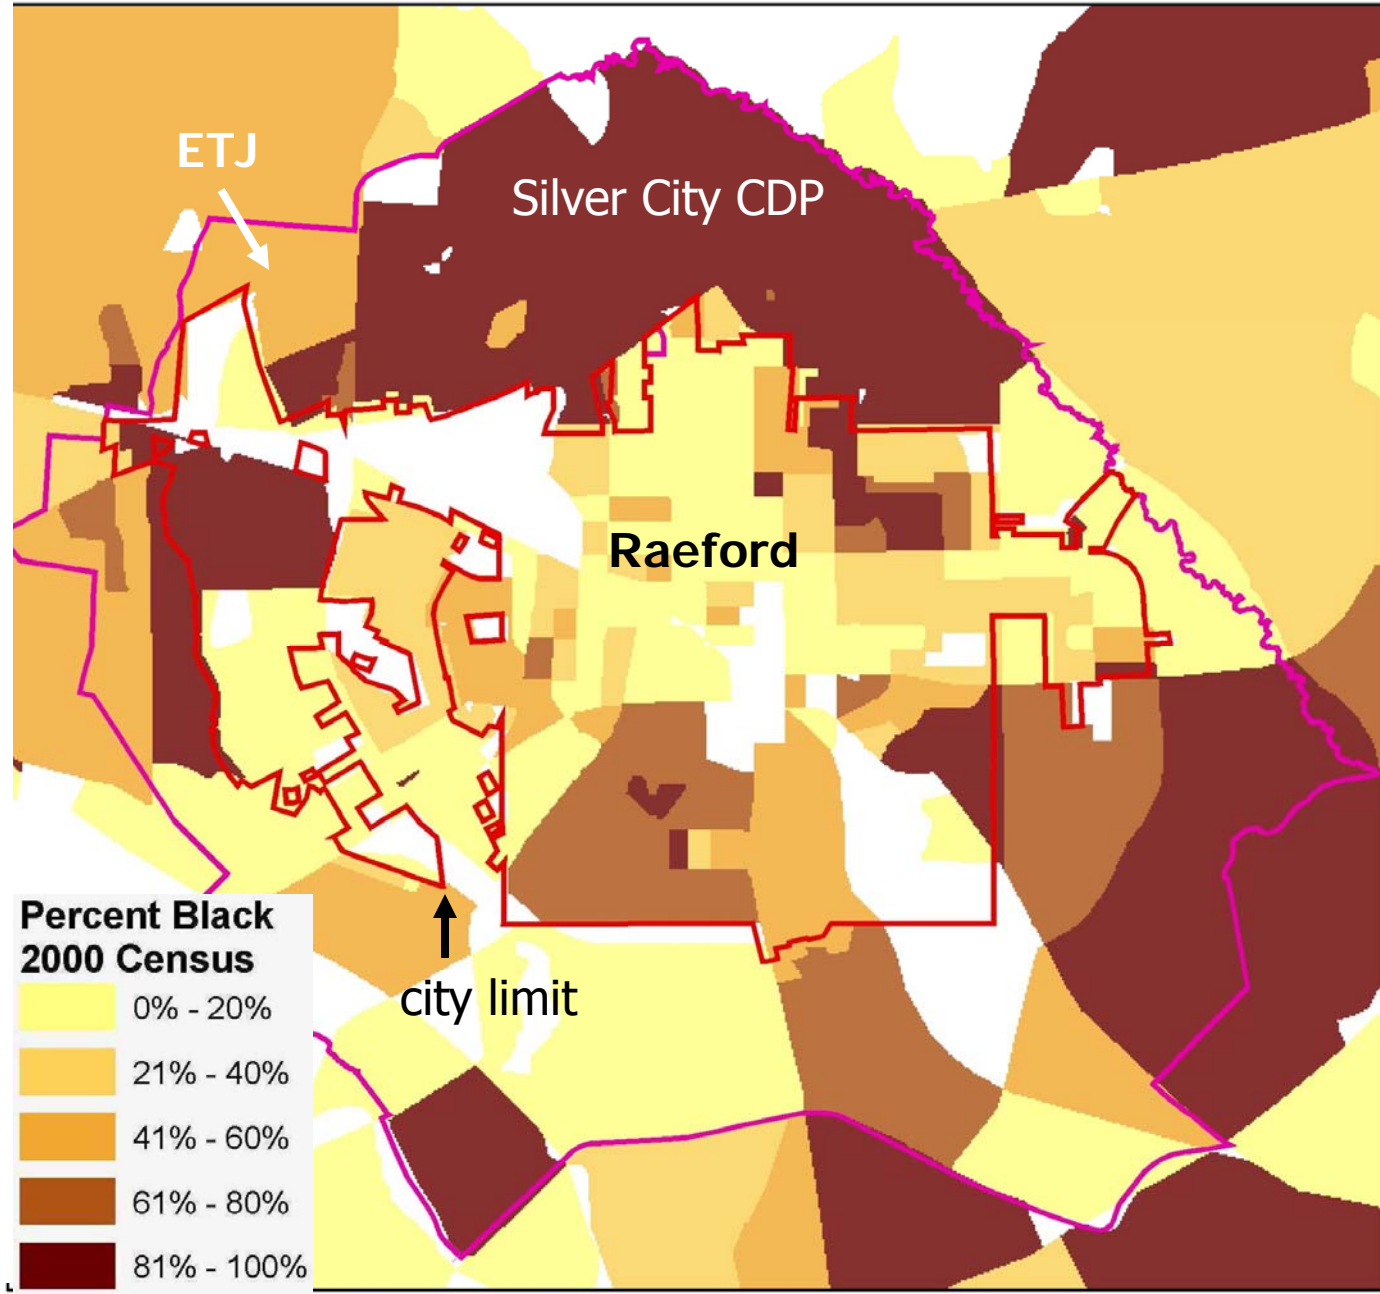 ETJ
Silver City CDP
Raeford
city limit
Percent Black
2000 Census
0% - 20%
21% - 40%
41% - 60%
61% - 80%
81% - 100%